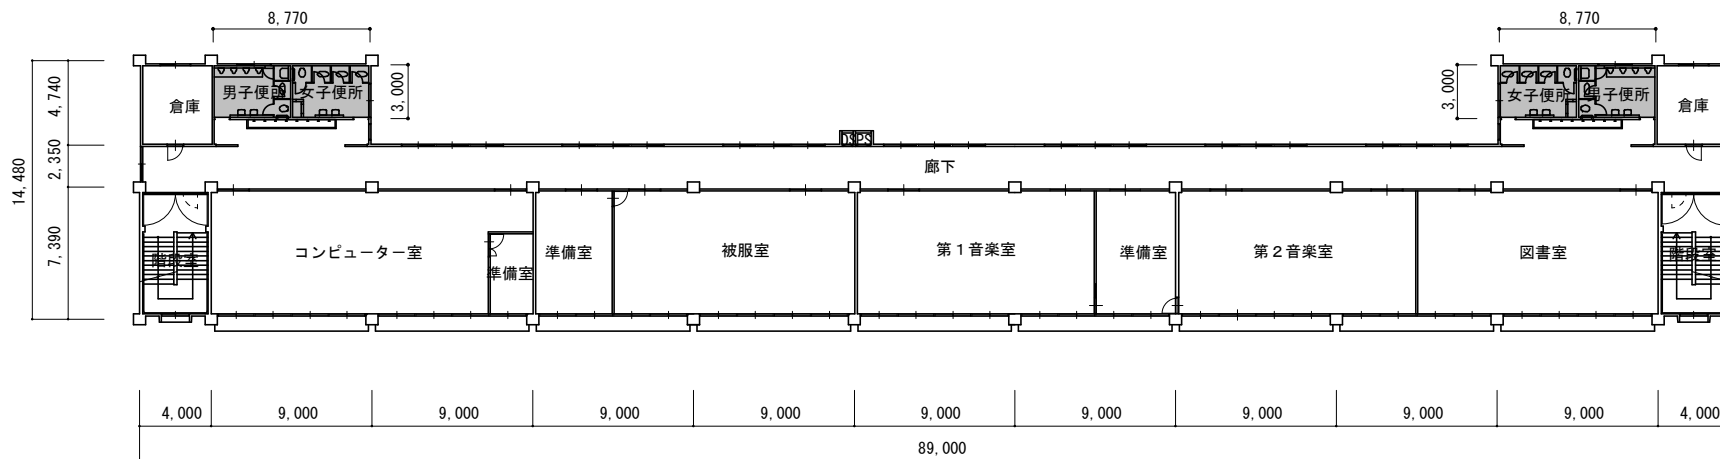 8,770
8,770
4,740
2,350
7,390
14,480
3,000
3,000
倉庫
男子便所
女子便所
女子便所
男子便所
倉庫
DS
PS
廊下
階段室
コンピューター室
準備室
準備室
被服室
第1音楽室
準備室
第2音楽室
図書室
階段室
4,000
9,000
9,000
9,000
9,000
9,000
9,000
9,000
9,000
9,000
4,000
89,000